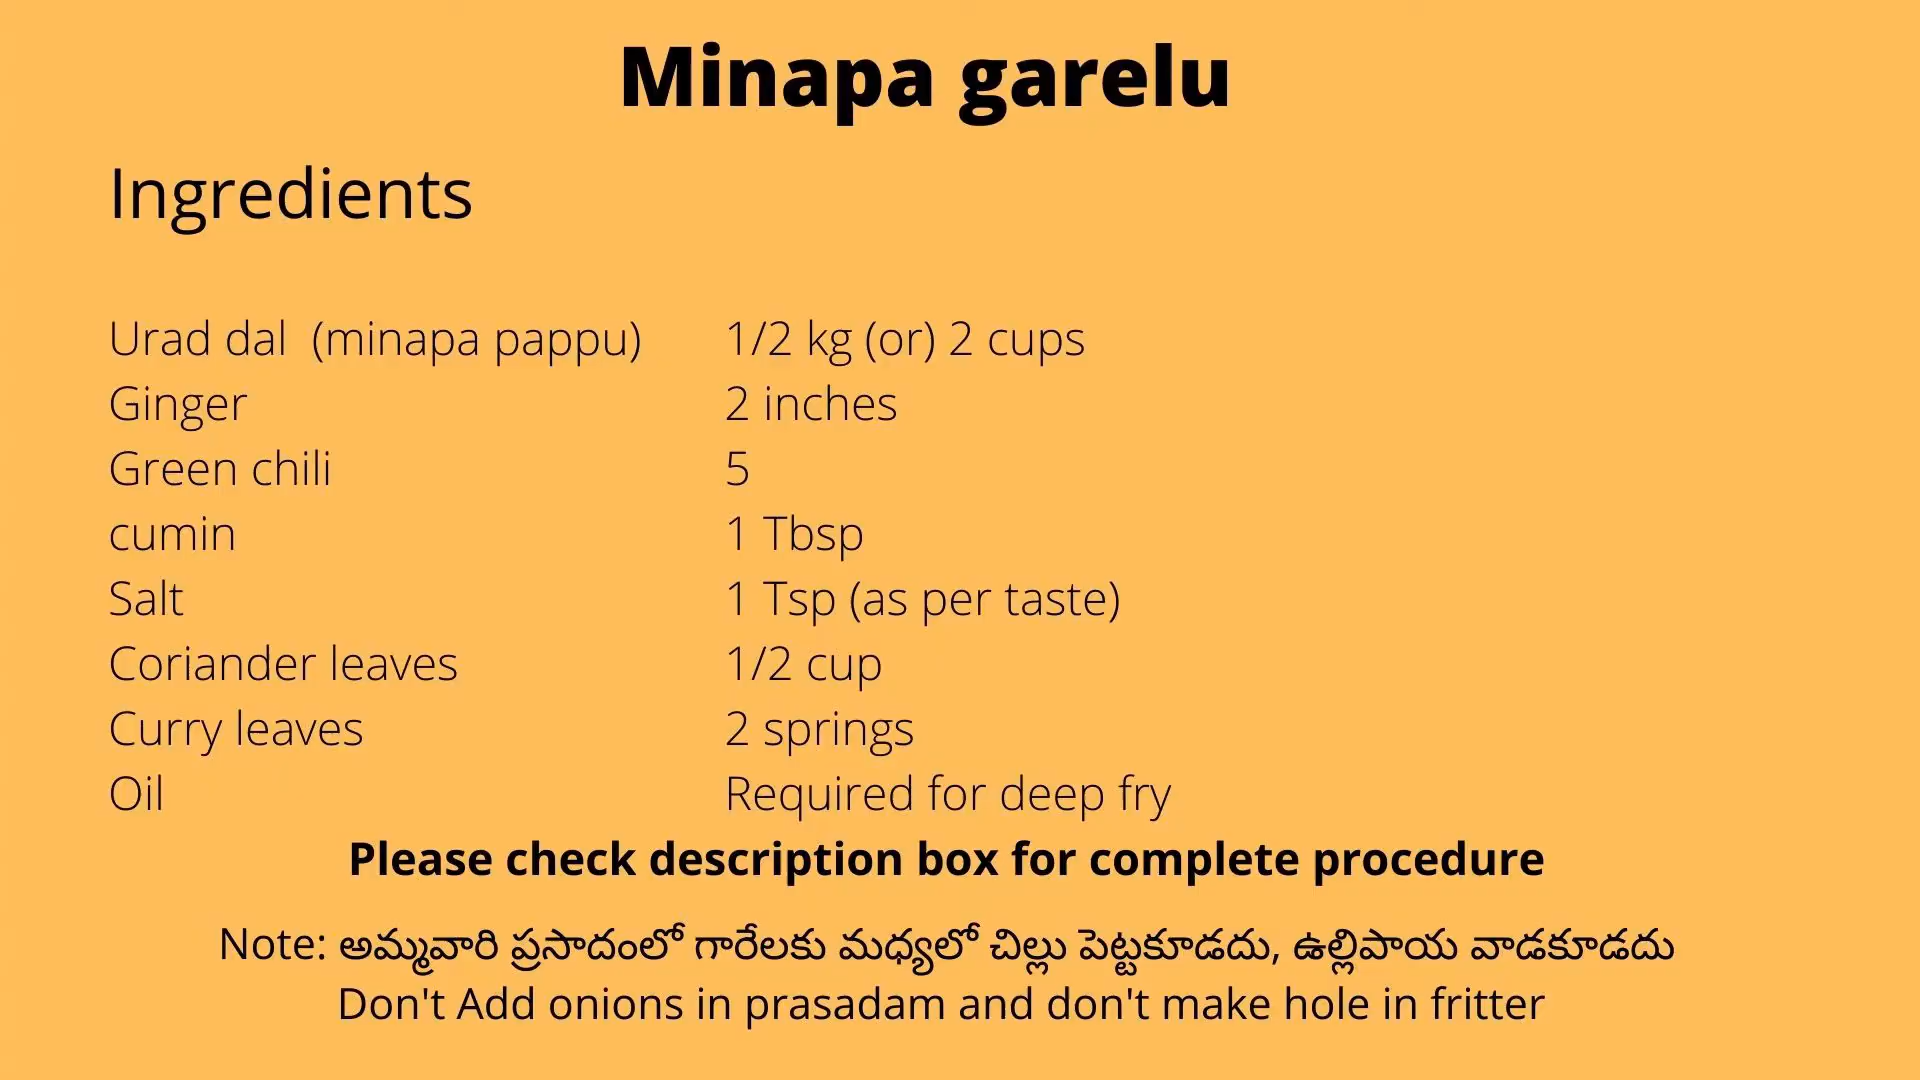 Minapa garelu
Ingredients
Urad dal (minapa pappu) 1/2 kg (or) 2 cups
Ginger 2 inches
Green chili 5
cumin 1 Tbsp
Salt 1 Tsp (as per taste)
Coriander leaves 1/2 cup
Curry leaves 2 springs
Oil Required for deep fry
Please check description box for complete procedure
Note: అమ్మవారి ప్రసాదంలో గారేలకు మధ్యలో చిల్లు పెట్టకూడదు, ఉల్లిపాయ వాడకూడదు
Don't Add onions in prasadam and don't make hole in fritter